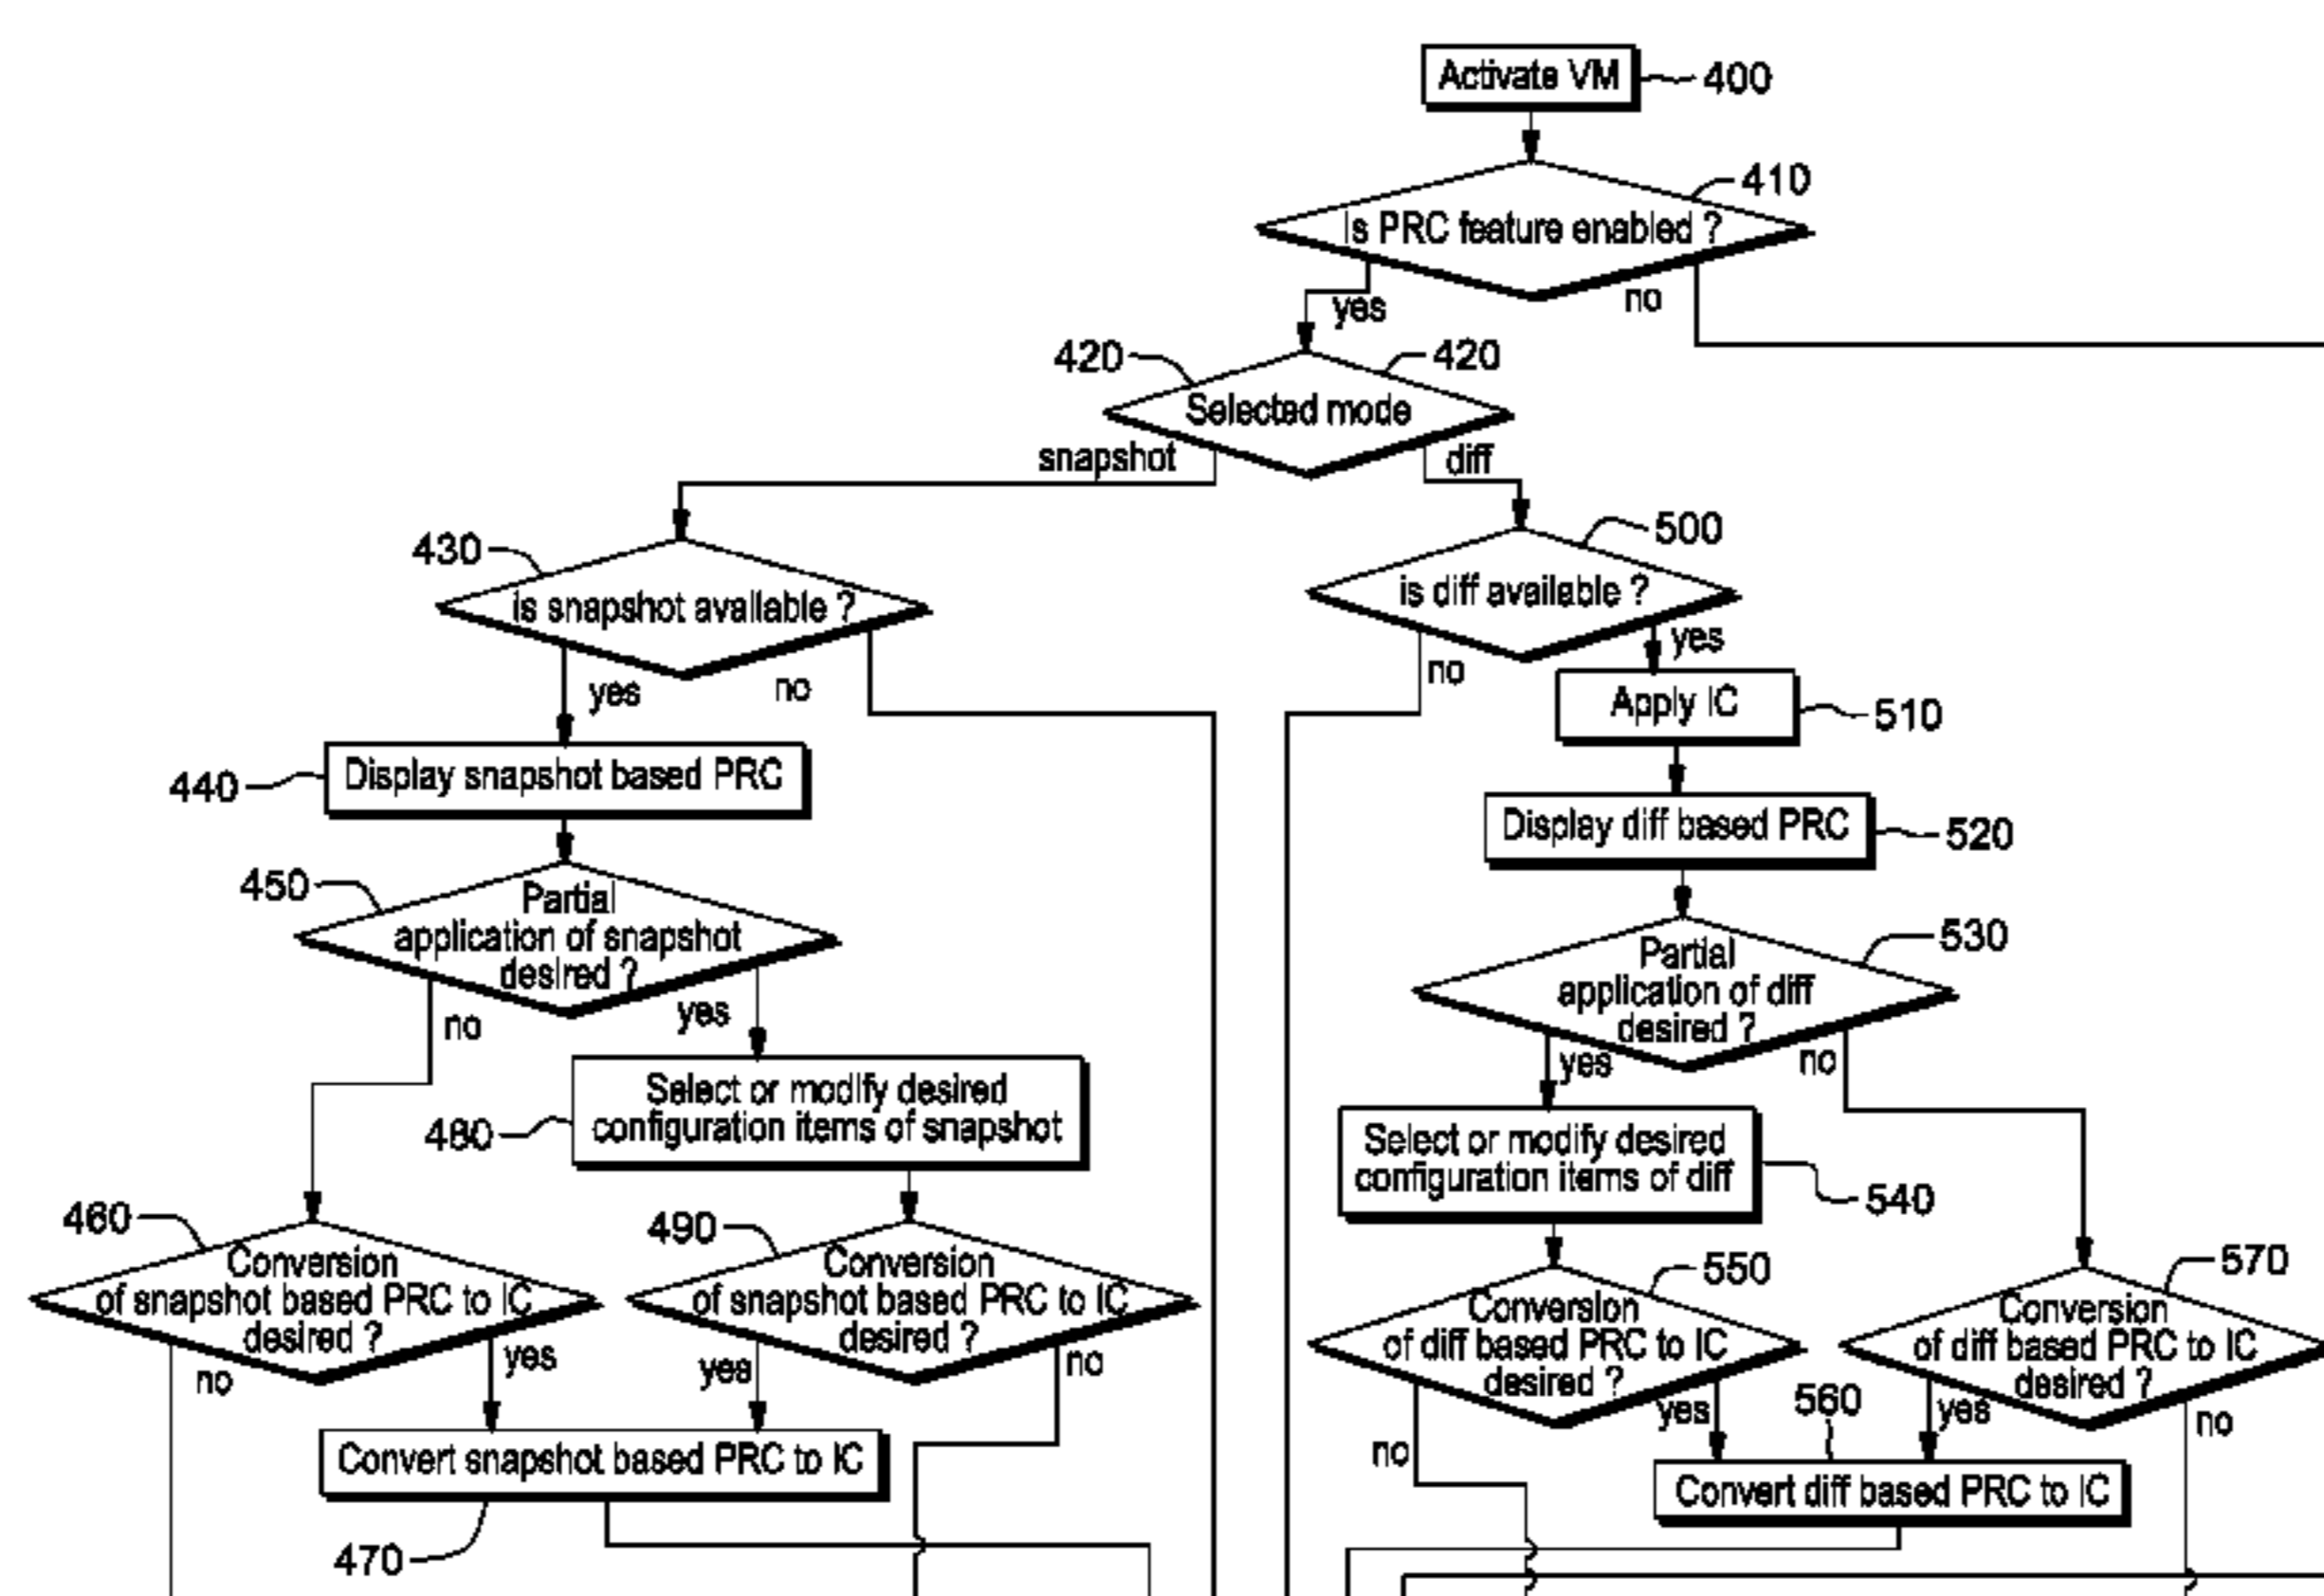 Activate VM
400
410
Is PRC feature enabled ?
yes
no
420
420
Selected mode
snapshot
diff
430
500
is snapshot available ?
is diff available ?
yes
no
no
yes
Apply IC
510
440
Display snapshot based PRC
Display diff based PRC
520
450
Partial
application of snapshot
desired ?
no
yes
530
Partial
application of diff
desired ?
yes
no
480
Select or modify desired
configuration items of snapshot
Select or modify desired
configuration items of diff
540
460
Conversion
of snapshot based PRC to IC
desired ?
no
yes
490
Conversion
of snapshot based PRC to IC
desired ?
yes
no
550
Conversion
of diff based PRC to IC
desired ?
no
yes
570
Conversion
of diff based PRC to IC
desired ?
yes
no
560
Convert snapshot based PRC to IC
470
Convert diff based PRC to IC